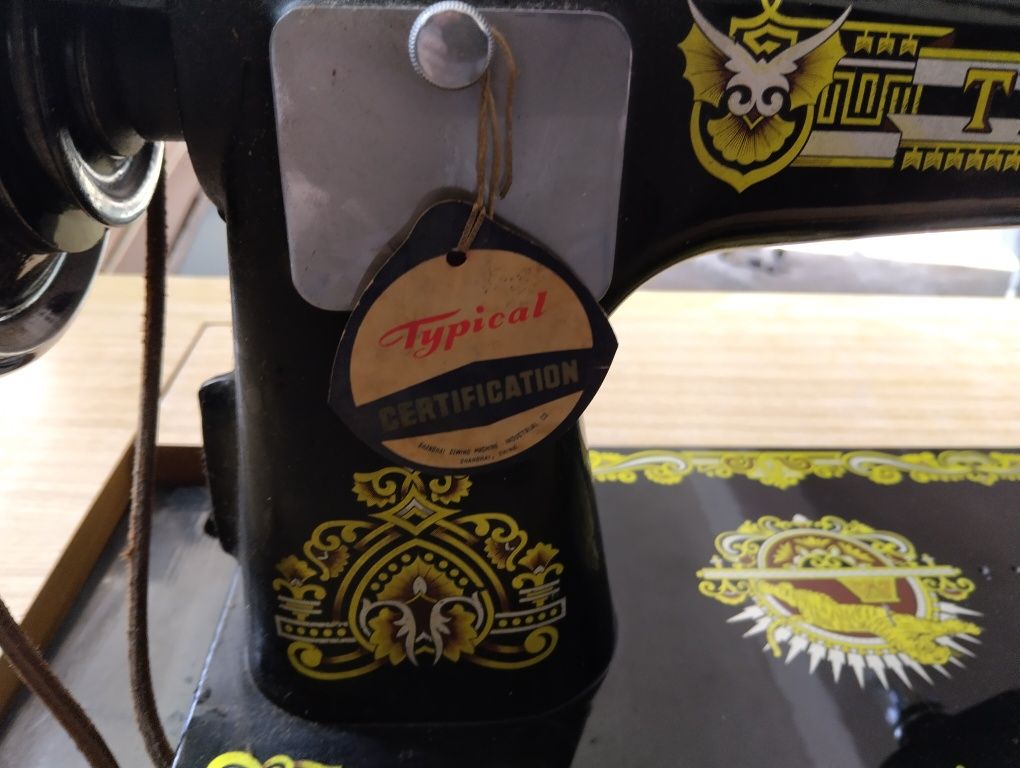 T
Typical
CERTIFICATION
SHANGHAI SEWING MACHINE INDUSTRIAL CO.
SHANGHAI, CHINA.